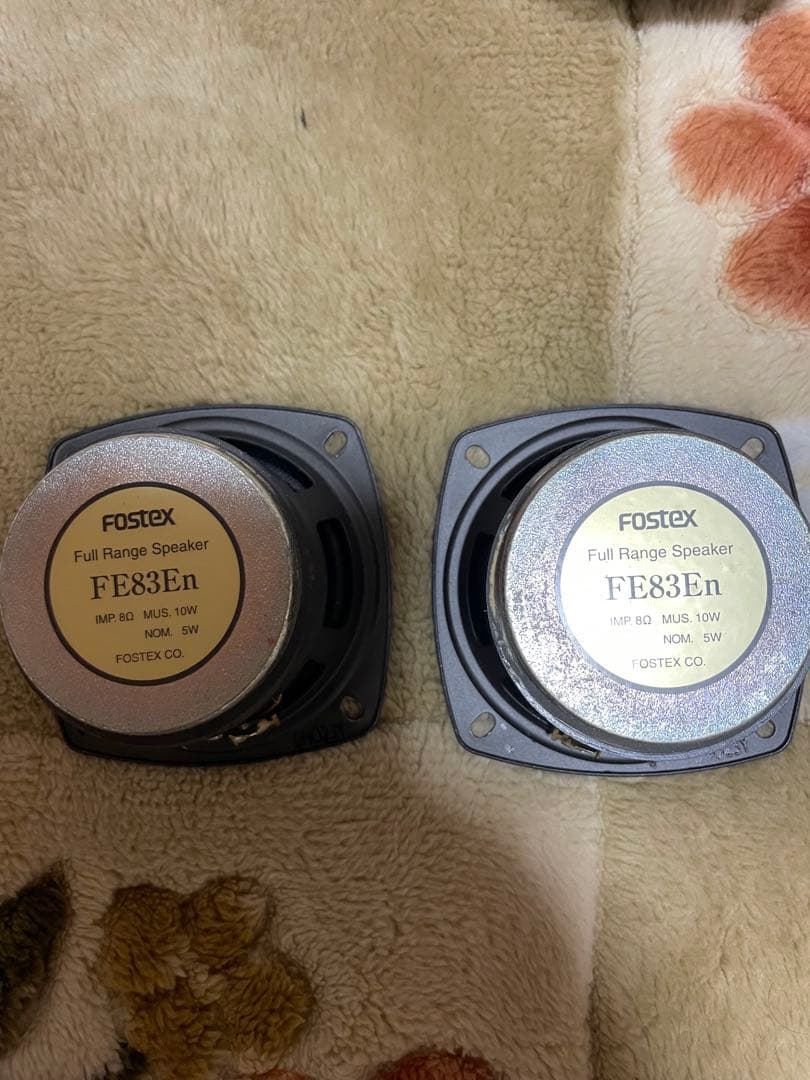 FOSTEX
Full Range Speaker
FE83En
IMP. 8Ω MUS. 10W
NOM. 5W
FOSTEX CO.
FOSTEX
Full Range Speaker
FE83En
IMP. 8Ω MUS. 10W
NOM. 5W
FOSTEX CO.